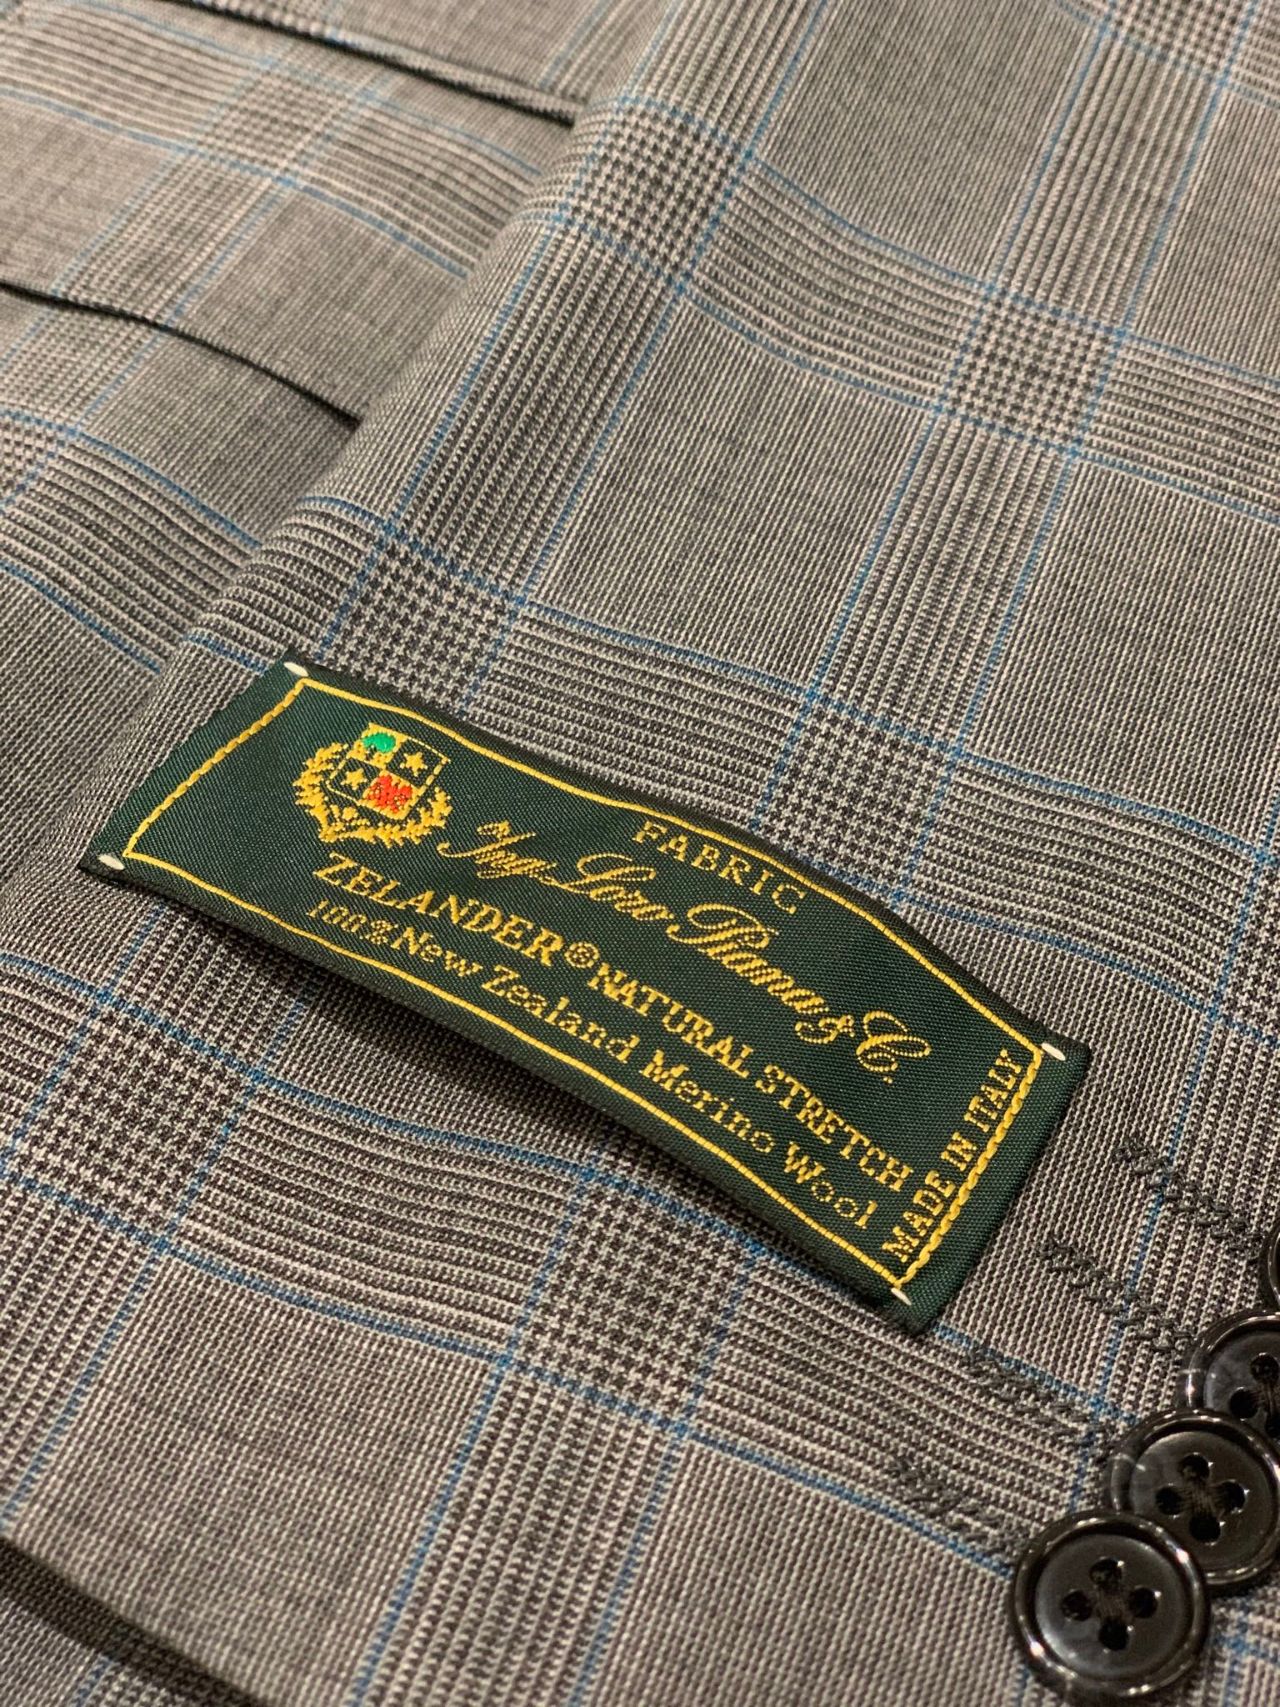 FABRIC
Ing. Loro Piana & C.
ZELANDER® NATURAL STRETCH
100% New Zealand Merino Wool
MADE IN ITALY